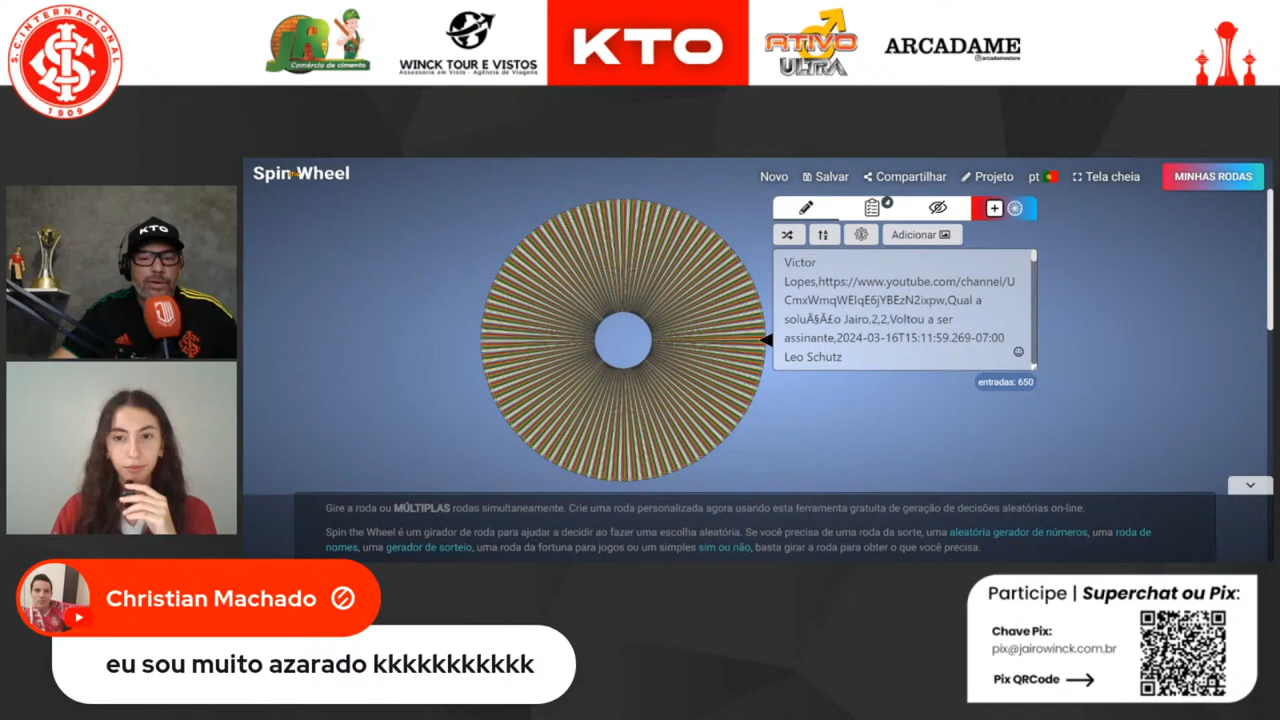 S.C. INTERNACIONAL
1909
JR
Comércio de cimento
WINCK TOUR E VISTOS
Assessoria em Visto - Agência de Viagens
KTO
ATIVO
ULTRA
ARCADAME
@arcadamestore
Spin the Wheel
Novo
Salvar
Compartilhar
Projeto
pt
Tela cheia
MINHAS RODAS
4
Adicionar
Victor
Lopes,https://www.youtube.com/channel/U
CmxWmqWElqE6jYBEzN2ixpw,Qual a
soluÃ§Ã£o Jairo,2,2,Voltou a ser
assinante,2024-03-16T15:11:59.269-07:00
Leo Schutz
entradas: 650
KTO
Gire a roda ou MÚLTIPLAS rodas simultaneamente. Crie uma roda personalizada agora usando esta ferramenta gratuita de geração de decisões aleatórias on-line.
Spin the Wheel é um girador de roda para ajudar a decidir ao fazer uma escolha aleatória. Se você precisa de uma roda da sorte, uma aleatória gerador de números, uma roda de
nomes, uma gerador de sorteio, uma roda da fortuna para jogos ou um simples sim ou não, basta girar a roda para obter o que você precisa.
Christian Machado
eu sou muito azarado kkkkkkkkkkk
Participe | Superchat ou Pix:
Chave Pix:
pix@jairowinck.com.br
Pix QRCode